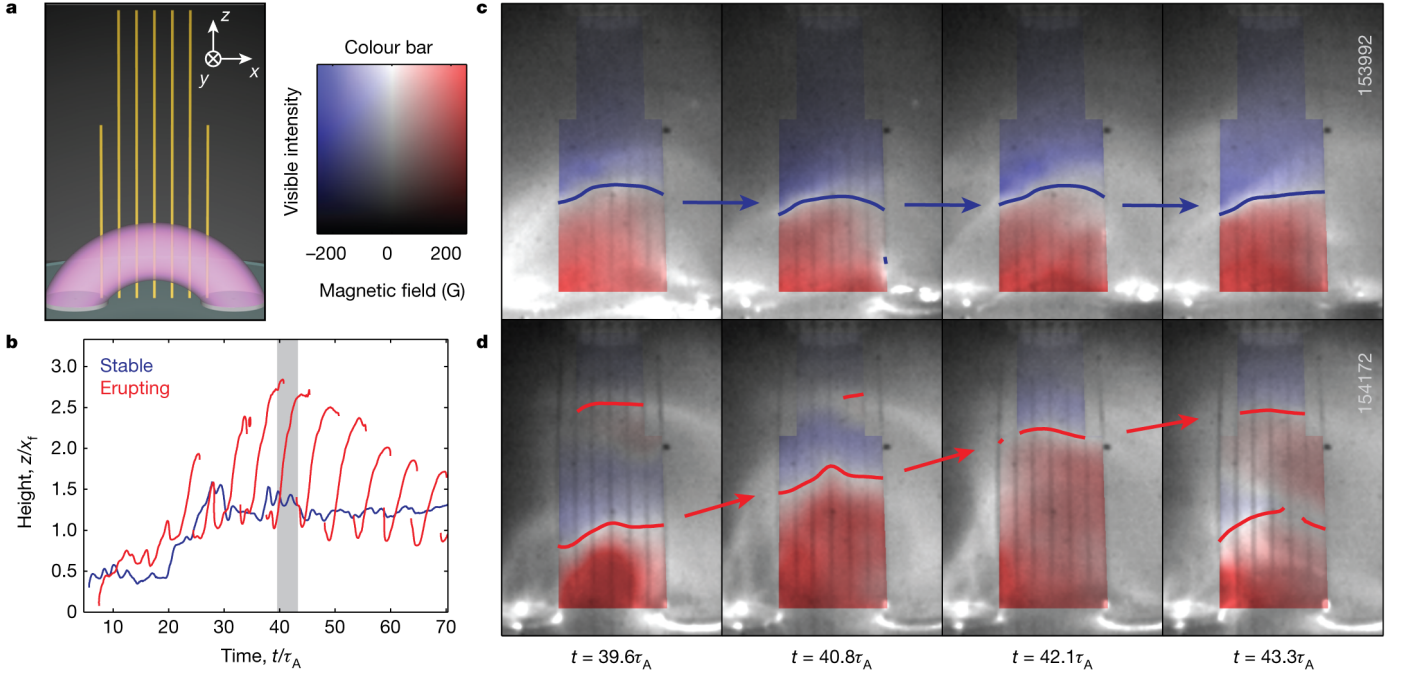 a
z
y
x
Colour bar
Visible intensity
−200 0 200
Magnetic field (G)
b
Stable
Erupting
Height, z/x_f
3.0
2.5
2.0
1.5
1.0
0.5
0
10 20 30 40 50 60 70
Time, t/τ_A
c
153992
d
154172
t = 39.6τ_A
t = 40.8τ_A
t = 42.1τ_A
t = 43.3τ_A